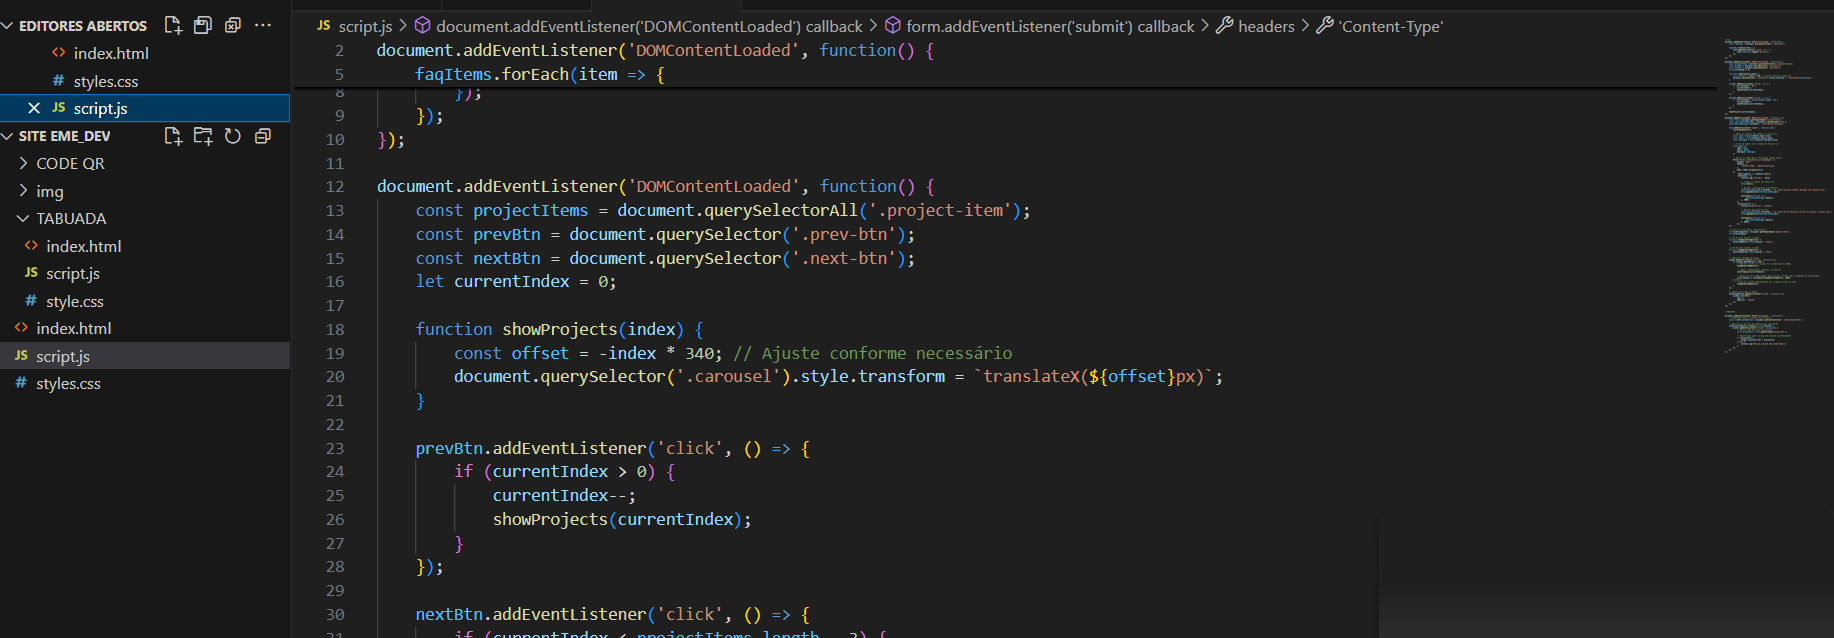 EDITORES ABERTOS
index.html
styles.css
JS script.js
SITE EME_DEV
CODE QR
img
TABUADA
index.html
JS script.js
style.css
index.html
JS script.js
styles.css
JS script.js > document.addEventListener('DOMContentLoaded') callback > form.addEventListener('submit') callback > headers > 'Content-Type'
2 document.addEventListener('DOMContentLoaded', function() {
5 faqItems.forEach(item => {
8 });
9 });
10 });
11
12 document.addEventListener('DOMContentLoaded', function() {
13 const projectItems = document.querySelectorAll('.project-item');
14 const prevBtn = document.querySelector('.prev-btn');
15 const nextBtn = document.querySelector('.next-btn');
16 let currentIndex = 0;
17
18 function showProjects(index) {
19 const offset = -index * 340; // Ajuste conforme necessário
20 document.querySelector('.carousel').style.transform = `translateX(${offset}px)`;
21 }
22
23 prevBtn.addEventListener('click', () => {
24 if (currentIndex > 0) {
25 currentIndex--;
26 showProjects(currentIndex);
27 }
28 });
29
30 nextBtn.addEventListener('click', () => {
31 if (currentIndex < projectItems.length - 3) {